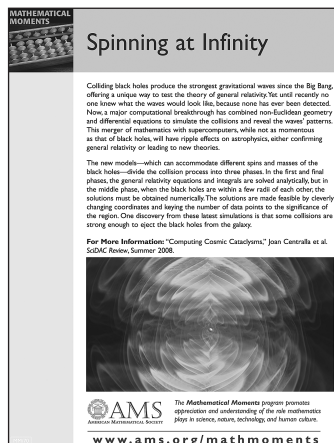 MATHEMATICAL
MOMENTS
Spinning at Infinity
Colliding black holes produce the strongest gravitational waves since the Big Bang,
offering a unique way to test the theory of general relativity. Yet until recently no
one knew what the waves would look like, because none has ever been detected.
Now, a major computational breakthrough has combined non-Euclidean geometry
and differential equations to simulate the collisions and reveal the waves' patterns.
This merger of mathematics with supercomputers, while not as momentous
as that of black holes, will have ripple effects on astrophysics, either confirming
general relativity or leading to new theories.
The new models—which can accommodate different spins and masses of the
black holes—divide the collision process into three phases. In the first and final
phases, the general relativity equations and integrals are solved analytically, but in
the middle phase, when the black holes are within a few radii of each other, the
solutions must be obtained numerically. The solutions are made feasible by cleverly
changing coordinates and keying the number of data points to the significance of
the region. One discovery from these latest simulations is that some collisions are
strong enough to eject the black holes from the galaxy.
For More Information: "Computing Cosmic Cataclysms," Joan Centralla et al.
SciDAC Review, Summer 2008.
AMS
AMERICAN MATHEMATICAL SOCIETY
The Mathematical Moments program promotes
appreciation and understanding of the role mathematics
plays in science, nature, technology, and human culture.
www.ams.org/mathmoments